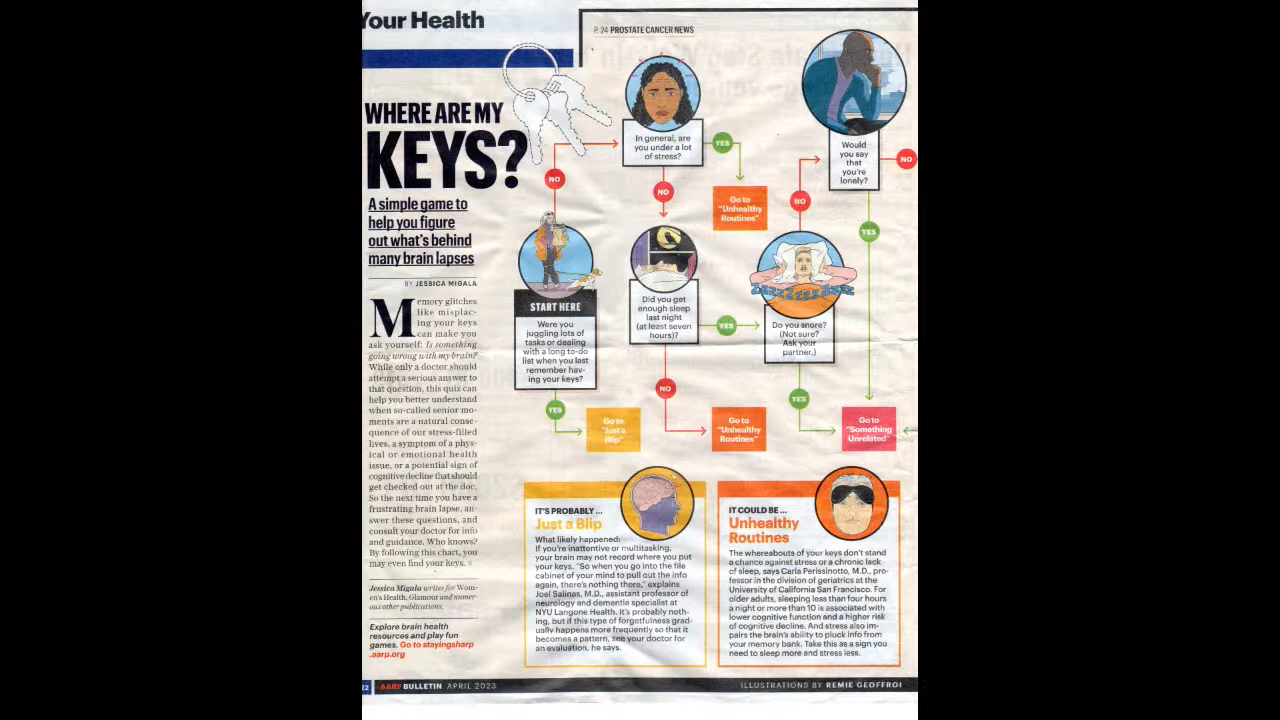 Your Health
P. 24 PROSTATE CANCER NEWS
WHERE ARE MY
KEYS?
A simple game to
help you figure
out what's behind
many brain lapses
BY JESSICA MIGALA
Memory glitches
like misplac-
ing your keys
can make you
ask yourself: Is something
going wrong with my brain?
While only a doctor should
attempt a serious answer to
that question, this quiz can
help you better understand
when so-called senior mo-
ments are a natural conse-
quence of our stress-filled
lives, a symptom of a phys-
ical or emotional health
issue, or a potential sign of
cognitive decline that should
get checked out at the doc.
So the next time you have a
frustrating brain lapse, an-
swer these questions, and
consult your doctor for info
and guidance. Who knows?
By following this chart, you
may even find your keys.
Jessica Migala writes for Wom-
en's Health, Glamour and numer-
ous other publications.
Explore brain health
resources and play fun
games. Go to stayingsharp
.aarp.org
START HERE
Were you
juggling lots of
tasks or dealing
with a long to-do
list when you last
remember hav-
ing your keys?
NO
YES
Go to
"Just a
Blip"
In general, are
you under a lot
of stress?
YES
Go to
"Unhealthy
Routines"
NO
Did you get
enough sleep
last night
(at least seven
hours)?
YES
NO
Go to
"Unhealthy
Routines"
Do you snore?
(Not sure?
Ask your
partner.)
NO
YES
Would
you say
that
you're
lonely?
NO
YES
Go to
"Something
Unrelated"
IT'S PROBABLY ...
Just a Blip
What likely happened:
If you're inattentive or multitasking,
your brain may not record where you put
your keys. "So when you go into the file
cabinet of your mind to pull out the info
again, there's nothing there," explains
Joel Salinas, M.D., assistant professor of
neurology and dementia specialist at
NYU Langone Health. It's probably noth-
ing, but if this type of forgetfulness grad-
ually happens more frequently so that it
becomes a pattern, see your doctor for
an evaluation, he says.
IT COULD BE ...
Unhealthy
Routines
The whereabouts of your keys don't stand
a chance against stress or a chronic lack
of sleep, says Carla Perissinotto, M.D., pro-
fessor in the division of geriatrics at the
University of California San Francisco. For
older adults, sleeping less than four hours
a night or more than 10 is associated with
lower cognitive function and a higher risk
of cognitive decline. And stress also im-
pairs the brain's ability to pluck info from
your memory bank. Take this as a sign you
need to sleep more and stress less.
22 AARP BULLETIN APRIL 2023
ILLUSTRATIONS BY REMIE GEOFFROI